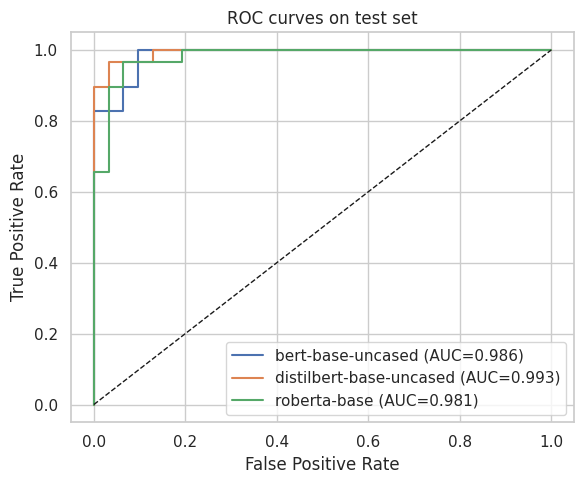 ROC curves on test set
True Positive Rate
1.0
0.8
0.6
0.4
0.2
0.0
bert-base-uncased (AUC=0.986)
distilbert-base-uncased (AUC=0.993)
roberta-base (AUC=0.981)
0.0 0.2 0.4 0.6 0.8 1.0
False Positive Rate